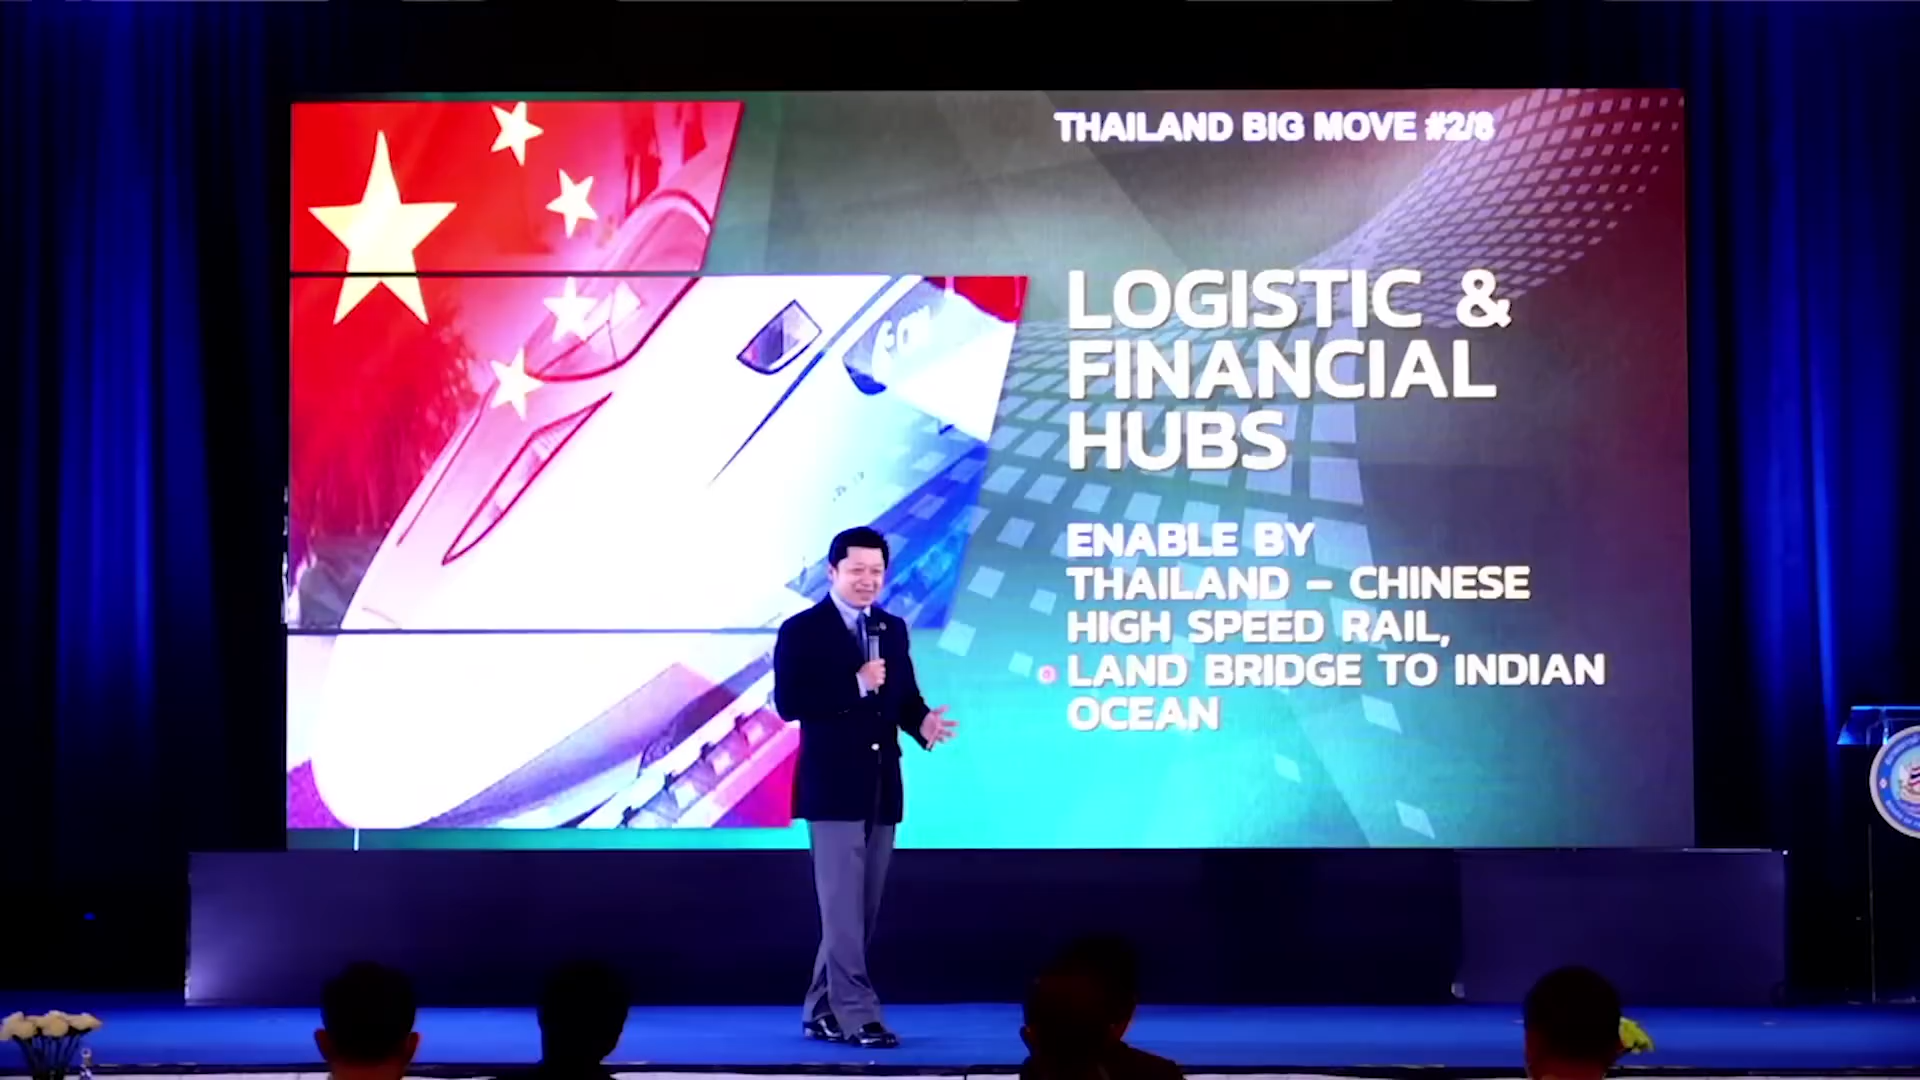 THAILAND BIG MOVE #2/8
LOGISTIC &
FINANCIAL
HUBS
ENABLE BY
THAILAND – CHINESE
HIGH SPEED RAIL,
LAND BRIDGE TO INDIAN
OCEAN